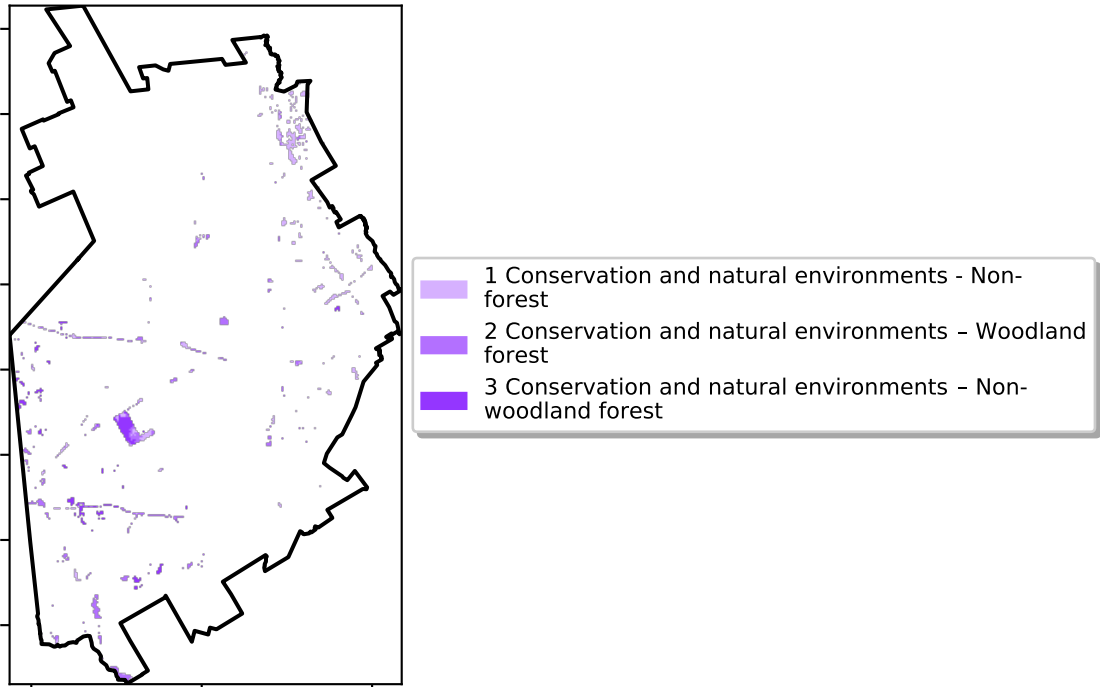 1 Conservation and natural environments - Non-
forest
2 Conservation and natural environments – Woodland
forest
3 Conservation and natural environments – Non-
woodland forest